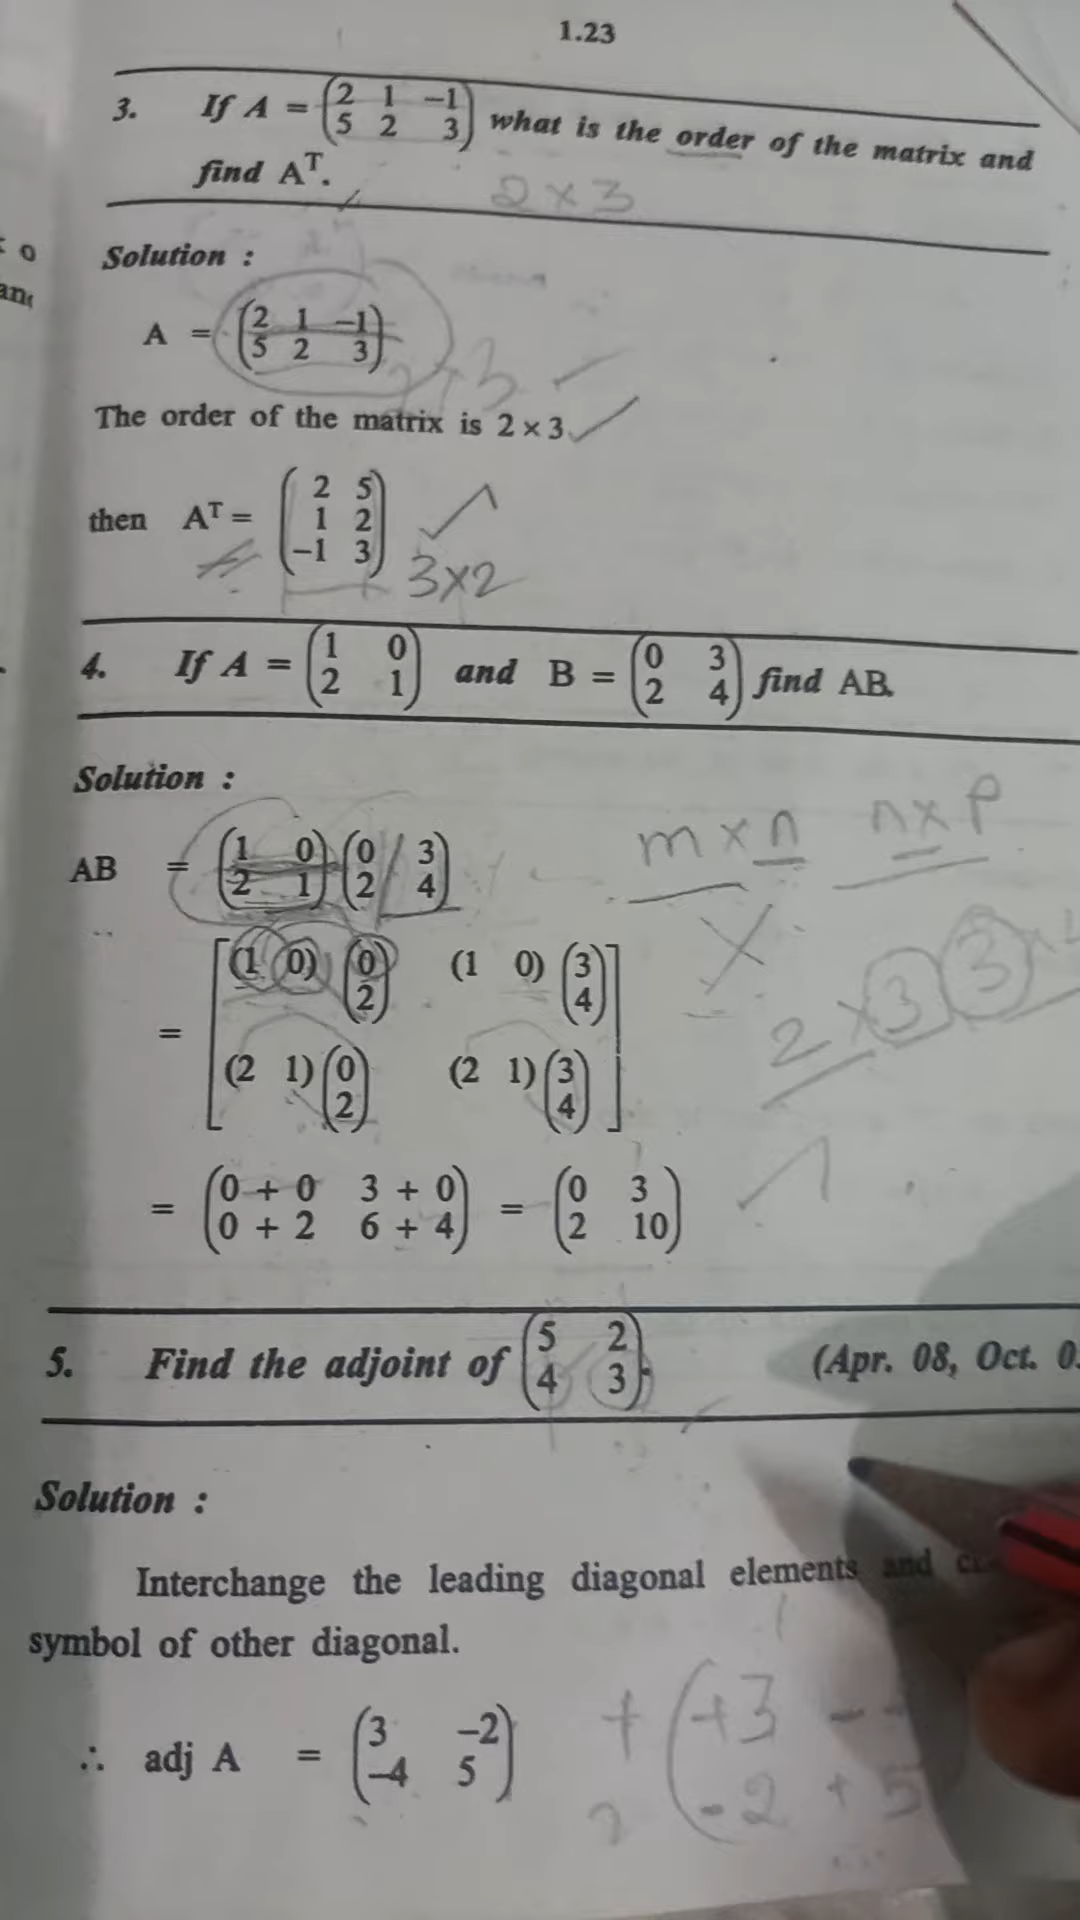 1.23
3. If A = (2 1 −1
5 2 3) what is the order of the matrix and
find A^T.
2 × 3
Solution :
A = (2 1 −1
5 2 3)
The order of the matrix is 2 × 3
then A^T = (2 5
1 2
−1 3)
3×2
4. If A = (1 0
2 1) and B = (0 3
2 4) find AB.
Solution :
m × n n × p
AB = (1 0
2 1) (0 3
2 4)
= [(1 0) (0
2) (1 0) (3
4)
(2 1) (0
2) (2 1) (3
4)]
2 × 3 3 ×
= (0 + 0 3 + 0
0 + 2 6 + 4) = (0 3
2 10)
5. Find the adjoint of (5 2
4 3). (Apr. 08, Oct.
Solution :
Interchange the leading diagonal elements and
symbol of other diagonal.
∴ adj A = (3 −2
−4 5)
+ (+3 −
-2 + 5